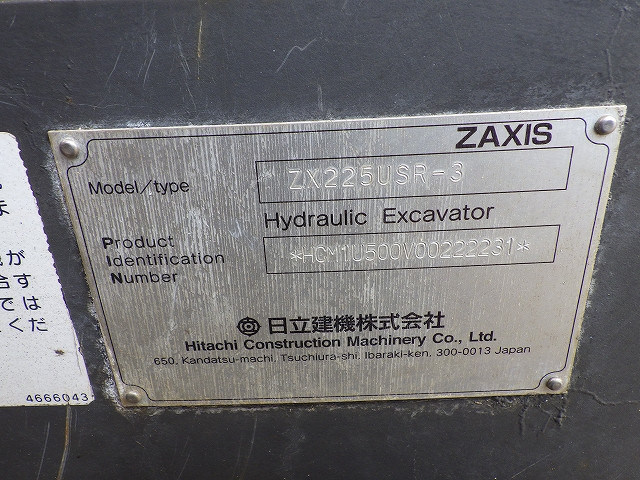 ZAXIS
Model/type
ZX225USR-3
Hydraulic Excavator
Product
Identification
Number
*HCM1U500V00222231*
日立建機株式会社
Hitachi Construction Machinery Co., Ltd.
650, Kandatsu-machi, Tsuchiura-shi, Ibaraki-ken, 300-0013 Japan
ま
が
合す
では
くだ
4666043